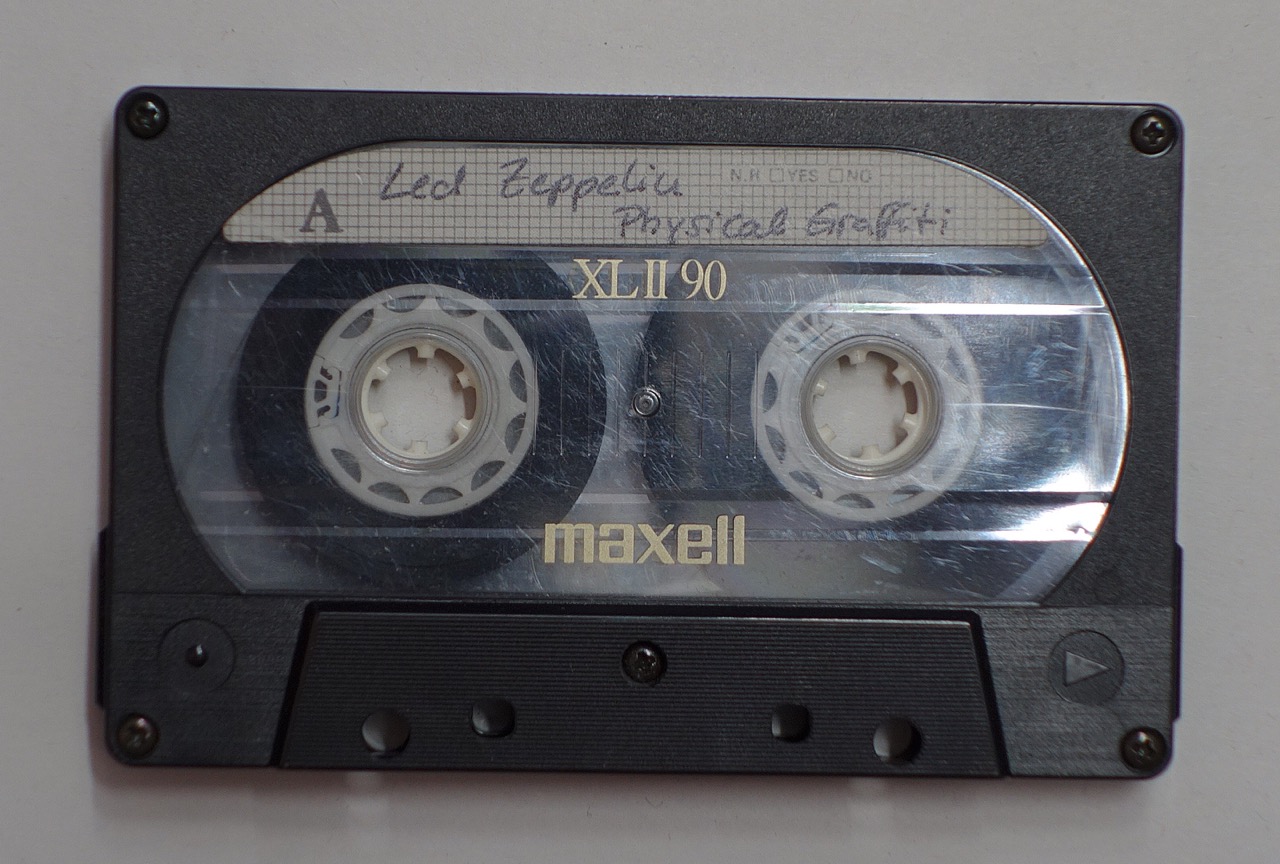 Led Zeppelin
N.R □YES □NO
A
Physical Graffiti
XL II 90
maxell